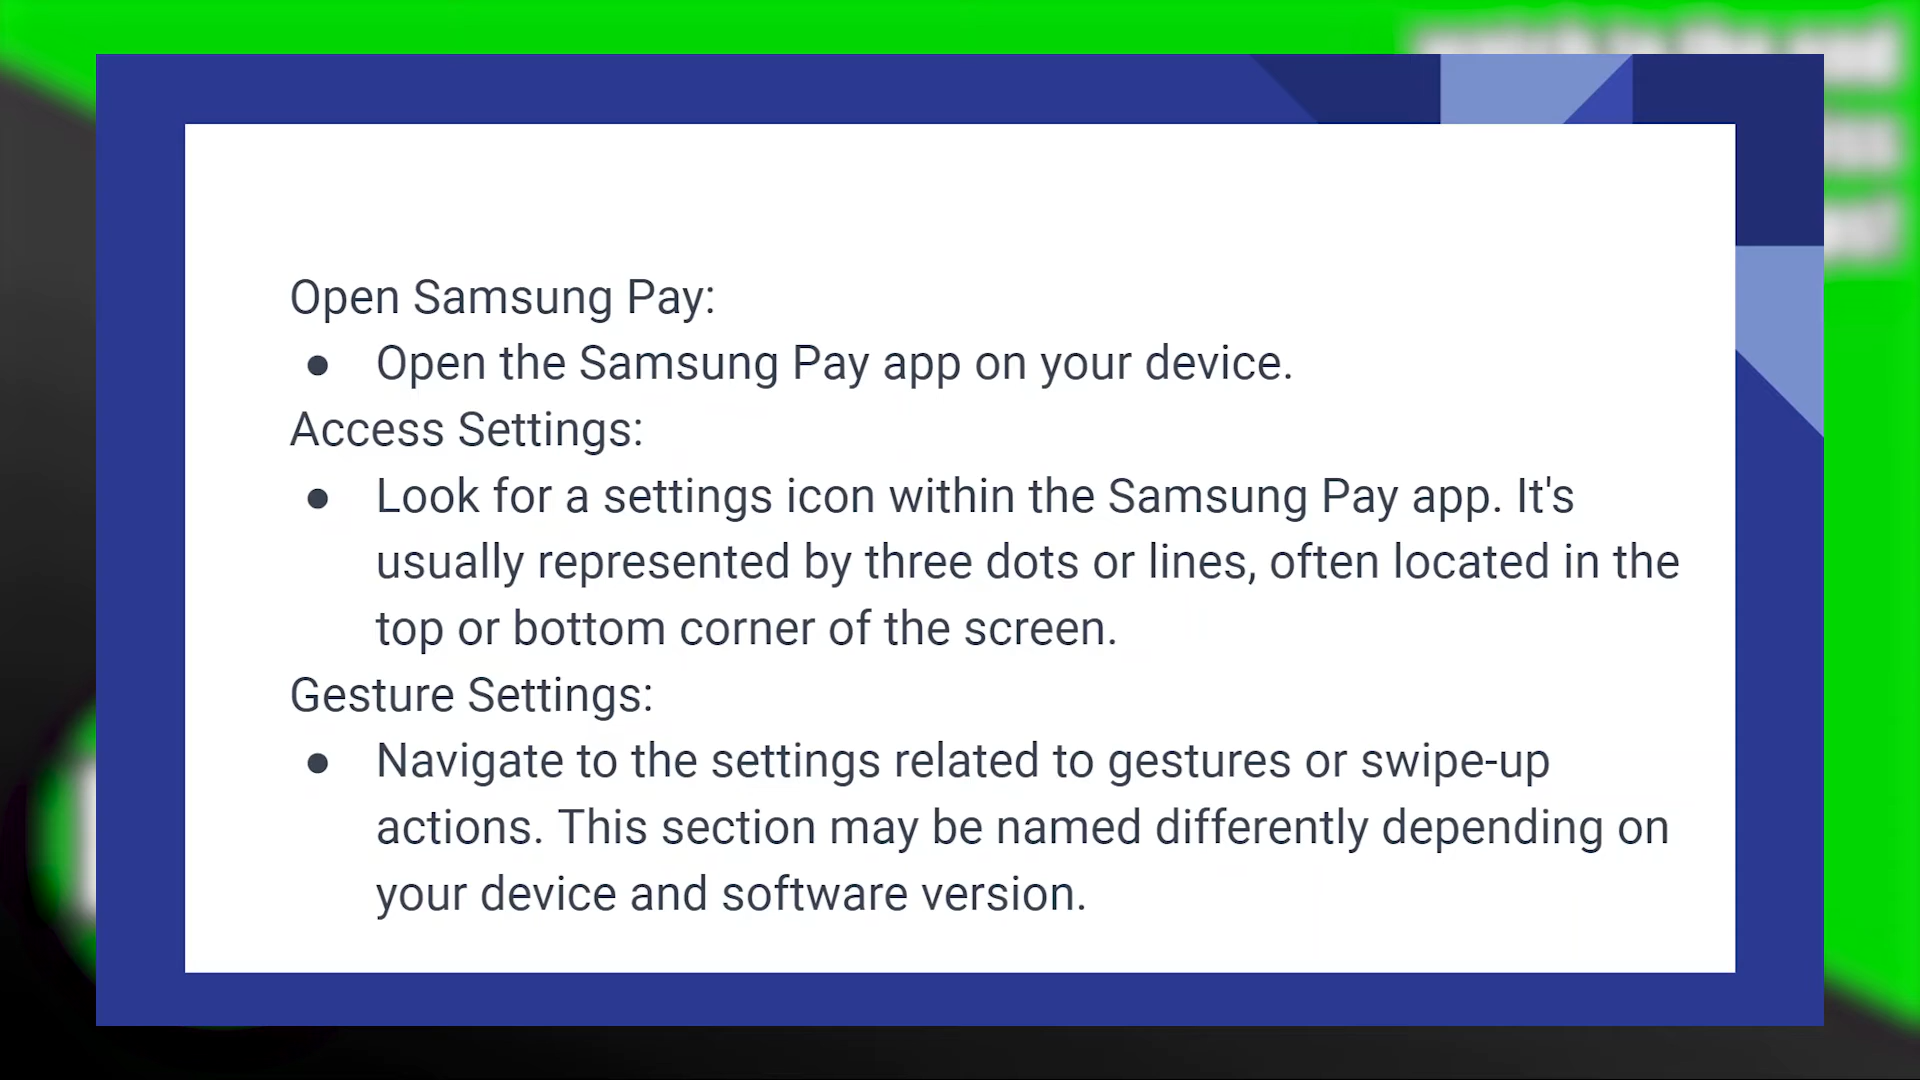 Open Samsung Pay:
● Open the Samsung Pay app on your device.
Access Settings:
● Look for a settings icon within the Samsung Pay app. It's
usually represented by three dots or lines, often located in the
top or bottom corner of the screen.
Gesture Settings:
● Navigate to the settings related to gestures or swipe-up
actions. This section may be named differently depending on
your device and software version.